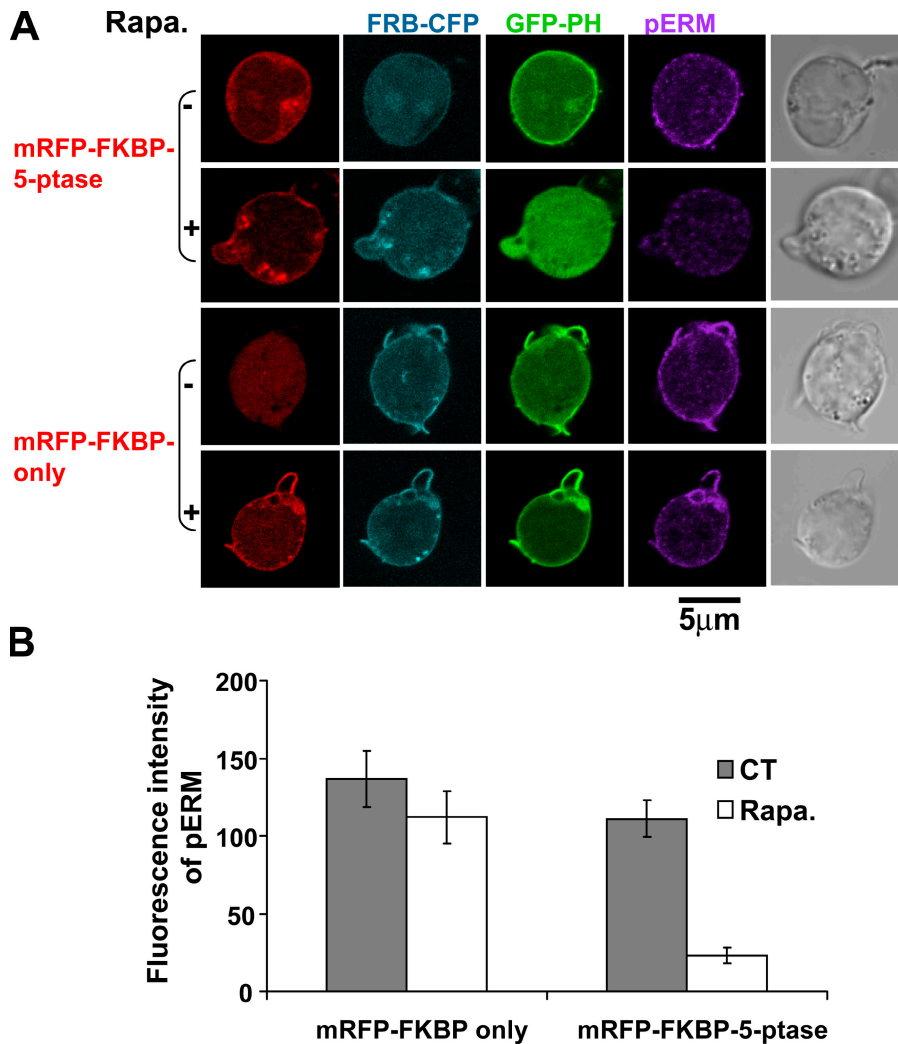 A
Rapa.
FRB-CFP
GFP-PH
pERM
-
mRFP-FKBP-
5-ptase
+
-
mRFP-FKBP-
only
+
5μm
B
Fluorescence intensity
of pERM
200
150
100
50
0
CT
Rapa.
mRFP-FKBP only
mRFP-FKBP-5-ptase